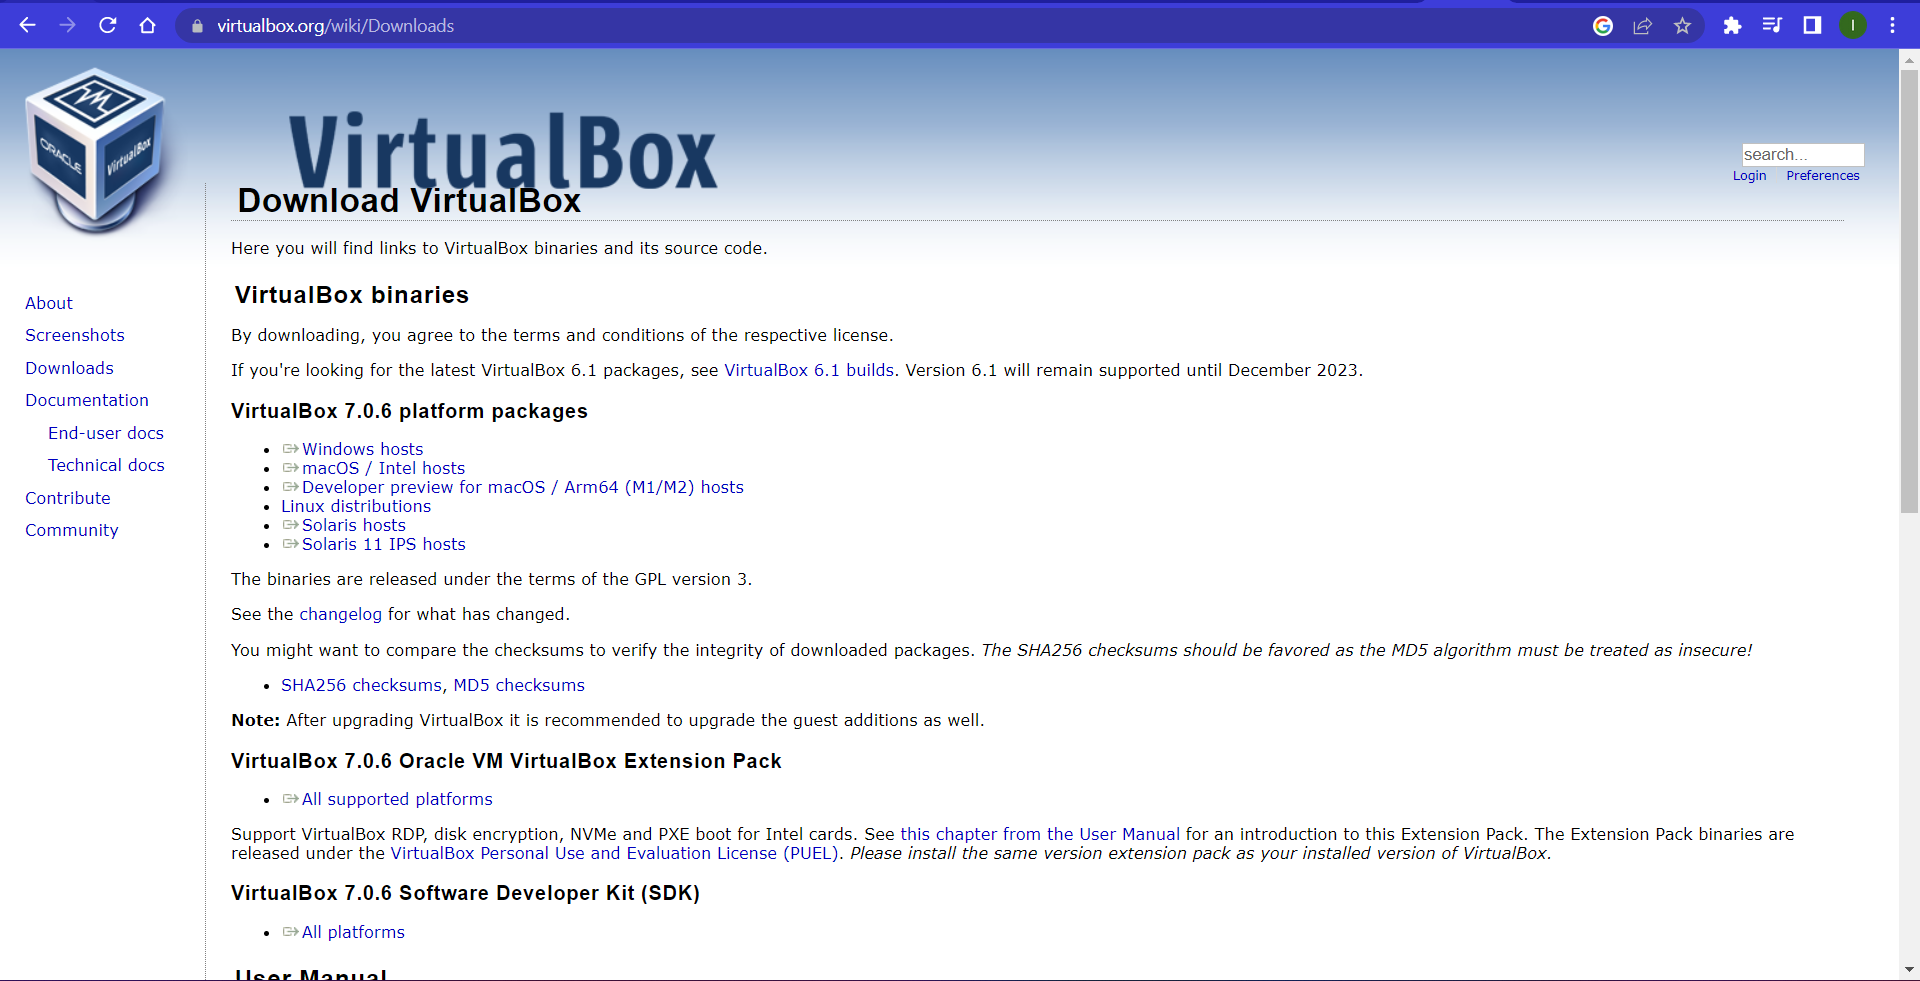 virtualbox.org/wiki/Downloads
I
ORACLE
VirtualBox
VirtualBox
search...
Login Preferences
Download VirtualBox
Here you will find links to VirtualBox binaries and its source code.
About
Screenshots
Downloads
Documentation
End-user docs
Technical docs
Contribute
Community
VirtualBox binaries
By downloading, you agree to the terms and conditions of the respective license.
If you're looking for the latest VirtualBox 6.1 packages, see VirtualBox 6.1 builds. Version 6.1 will remain supported until December 2023.
VirtualBox 7.0.6 platform packages
Windows hosts
macOS / Intel hosts
Developer preview for macOS / Arm64 (M1/M2) hosts
Linux distributions
Solaris hosts
Solaris 11 IPS hosts
The binaries are released under the terms of the GPL version 3.
See the changelog for what has changed.
You might want to compare the checksums to verify the integrity of downloaded packages. The SHA256 checksums should be favored as the MD5 algorithm must be treated as insecure!
SHA256 checksums, MD5 checksums
Note: After upgrading VirtualBox it is recommended to upgrade the guest additions as well.
VirtualBox 7.0.6 Oracle VM VirtualBox Extension Pack
All supported platforms
Support VirtualBox RDP, disk encryption, NVMe and PXE boot for Intel cards. See this chapter from the User Manual for an introduction to this Extension Pack. The Extension Pack binaries are
released under the VirtualBox Personal Use and Evaluation License (PUEL). Please install the same version extension pack as your installed version of VirtualBox.
VirtualBox 7.0.6 Software Developer Kit (SDK)
All platforms
User Manual